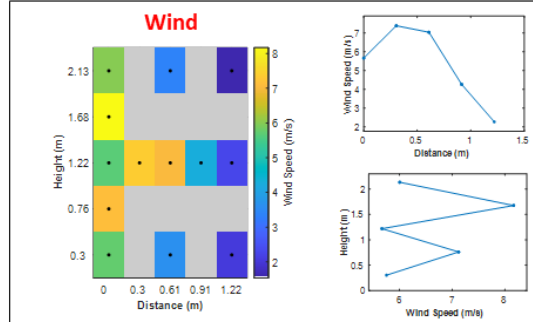 Wind
Height (m)
2.13
1.68
1.22
0.76
0.3
0 0.3 0.61 0.91 1.22
Distance (m)
8
7
6
5
4
3
2
Wind Speed (m/s)
Wind Speed (m/s)
7
6
5
4
3
2
0 0.5 1 1.5
Distance (m)
Height (m)
2
1.5
1
0.5
0
6 7 8
Wind Speed (m/s)